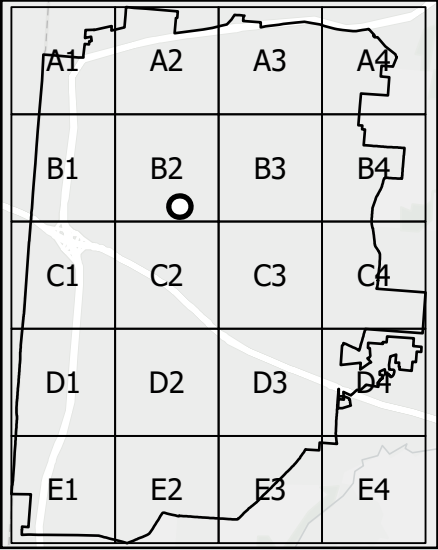 A1 A2 A3 A4
B1 B2 B3 B4
C1 C2 C3 C4
D1 D2 D3 D4
E1 E2 E3 E4